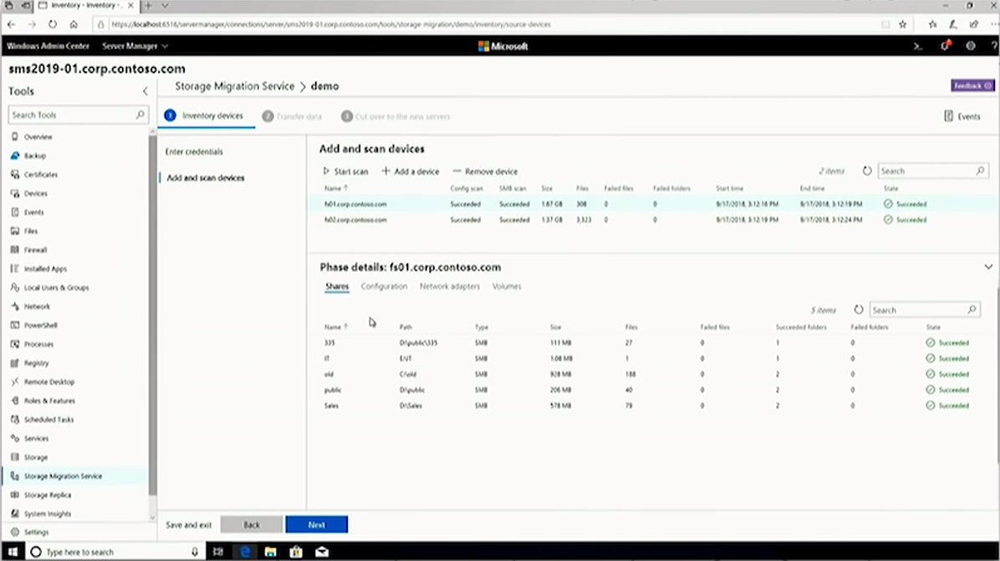 Inventory - Inventory - .
https://localhost:6516/servermanager/connections/server/sms2019-01.corp.contoso.com/tools/storage-migration/demo/inventory/source-devices
Windows Admin Center Server Manager Microsoft
sms2019-01.corp.contoso.com
Tools
Search Tools
Overview
Backup
Certificates
Devices
Events
Files
Firewall
Installed Apps
Local Users & Groups
Network
PowerShell
Processes
Registry
Remote Desktop
Roles & Features
Scheduled Tasks
Services
Storage
Storage Migration Service
Storage Replica
System Insights
Settings
Storage Migration Service > demo
Feedback
1 Inventory devices 2 Transfer data 3 Cut over to the new servers
Events
Enter credentials
Add and scan devices
Add and scan devices
Start scan + Add a device — Remove device 2 items Search
Name ↑ Config scan SMB scan Size Files Failed files Failed folders Start time End time State
fs01.corp.contoso.com Succeeded Succeeded 1.67 GB 308 0 0 9/17/2018, 3:12:16 PM 9/17/2018, 3:12:19 PM Succeeded
fs02.corp.contoso.com Succeeded Succeeded 1.37 GB 3,323 0 0 9/17/2018, 3:12:19 PM 9/17/2018, 3:12:24 PM Succeeded
Phase details: fs01.corp.contoso.com
Shares Configuration Network adapters Volumes
5 items Search
Name ↑ Path Type Size Files Failed files Succeeded folders Failed folders State
335 D:\public\335 SMB 111 MB 27 0 1 0 Succeeded
IT E:\IT SMB 1.08 MB 1 0 1 0 Succeeded
old C:\old SMB 928 MB 188 0 2 0 Succeeded
public D:\public SMB 206 MB 40 0 2 0 Succeeded
Sales D:\Sales SMB 578 MB 79 0 2 0 Succeeded
Save and exit Back Next
Type here to search